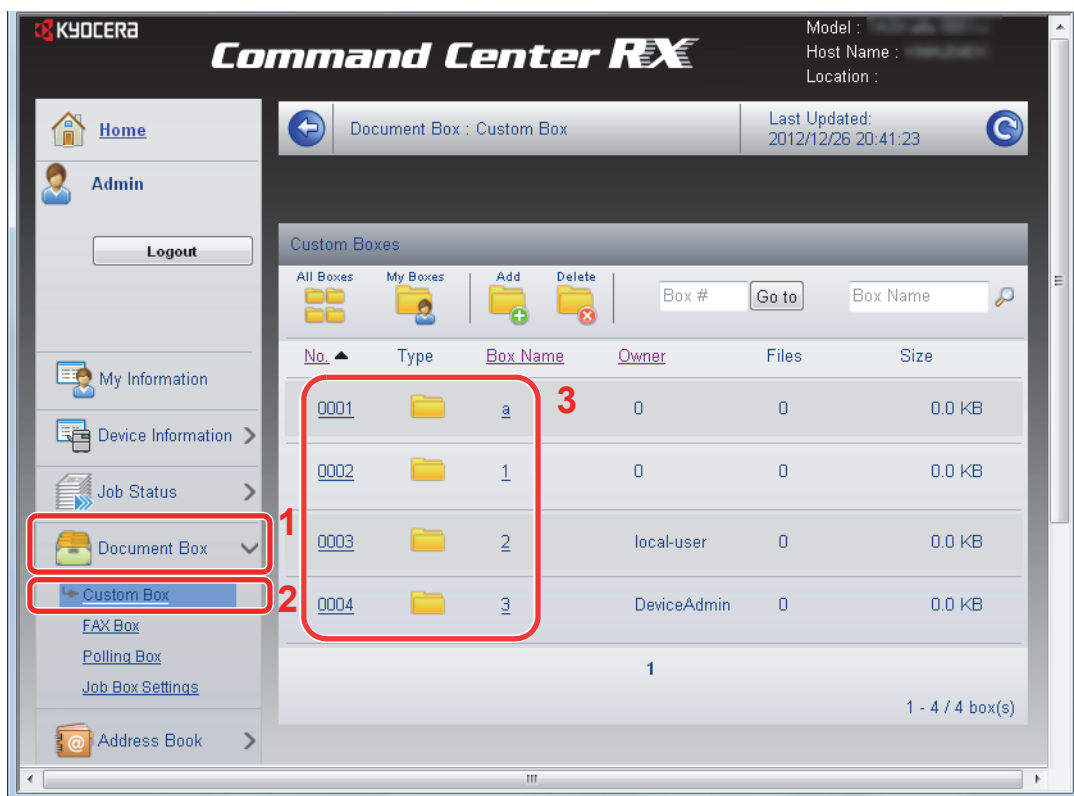 KYOCERA
Command Center RX
Model :
Host Name :
Location :
Home
Admin
Logout
My Information
Device Information
Job Status
1
Document Box
2
Custom Box
FAX Box
Polling Box
Job Box Settings
Address Book
Document Box : Custom Box
Last Updated:
2012/12/26 20:41:23
Custom Boxes
All Boxes My Boxes Add Delete
Box # Go to Box Name
No. Type Box Name Owner Files Size
3
0001 a 0 0 0.0 KB
0002 1 0 0 0.0 KB
0003 2 local-user 0 0.0 KB
0004 3 DeviceAdmin 0 0.0 KB
1
1 - 4 / 4 box(s)